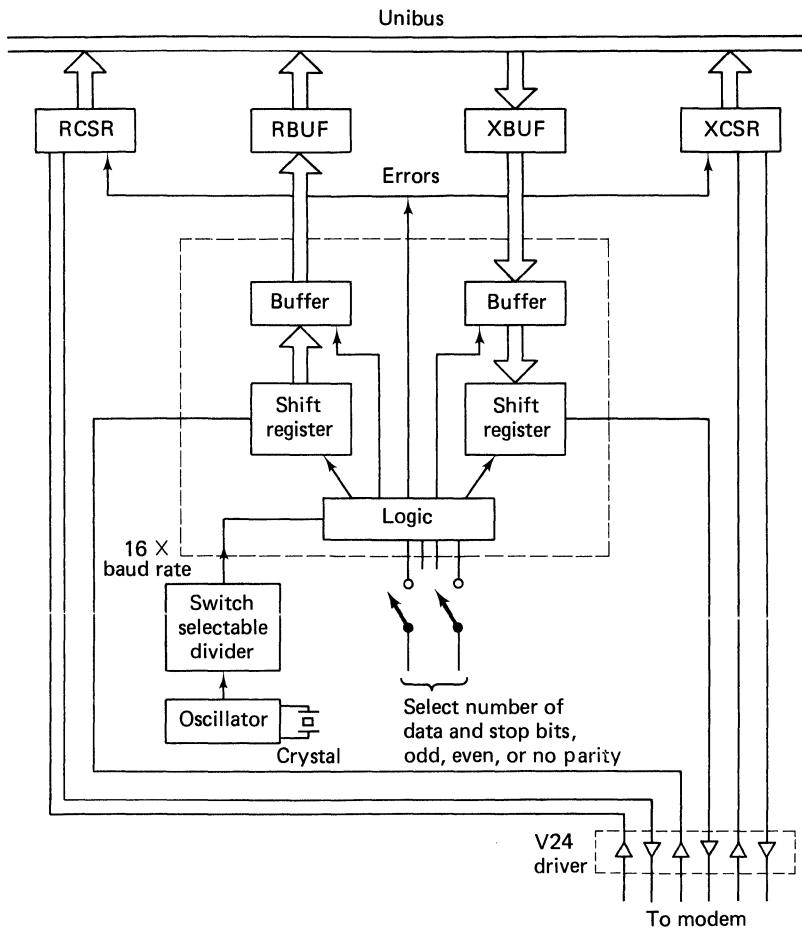 Unibus
RCSR
RBUF
XBUF
XCSR
Errors
Buffer
Buffer
Shift
register
Shift
register
Logic
16 X
baud rate
Switch
selectable
divider
Oscillator
Crystal
Select number of
data and stop bits,
odd, even, or no parity
V24
driver
To modem